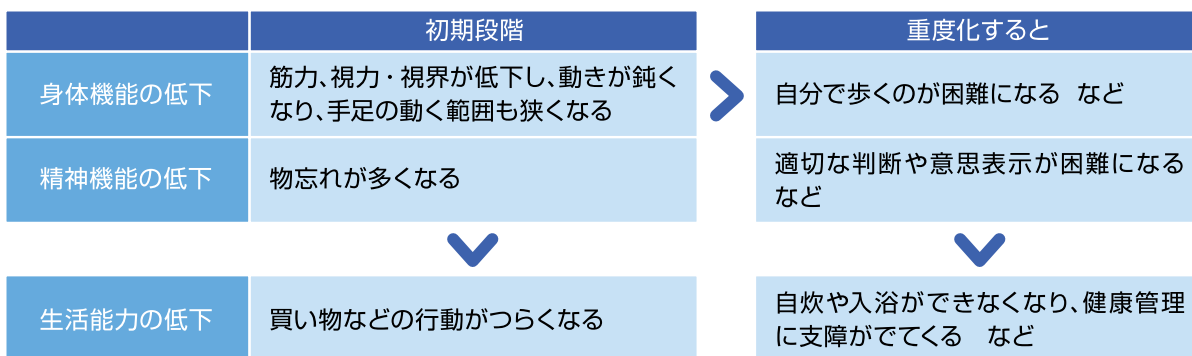 初期段階
重度化すると
身体機能の低下
筋力、視力・視界が低下し、動きが鈍く
なり、手足の動く範囲も狭くなる
自分で歩くのが困難になる など
精神機能の低下
物忘れが多くなる
適切な判断や意思表示が困難になる
など
生活能力の低下
買い物などの行動がつらくなる
自炊や入浴ができなくなり、健康管理
に支障がでてくる など